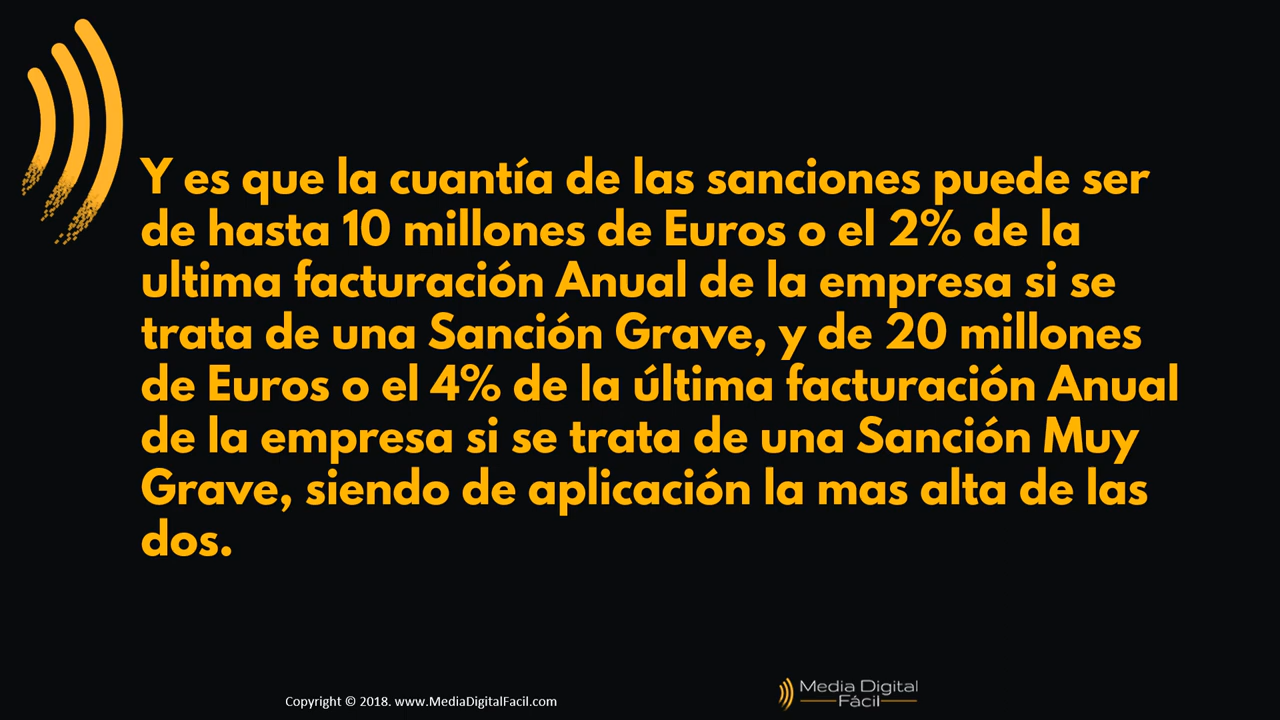 Y es que la cuantía de las sanciones puede ser
de hasta 10 millones de Euros o el 2% de la
ultima facturación Anual de la empresa si se
trata de una Sanción Grave, y de 20 millones
de Euros o el 4% de la última facturación Anual
de la empresa si se trata de una Sanción Muy
Grave, siendo de aplicación la mas alta de las
dos.
Copyright © 2018. www.MediaDigitalFacil.com
Media Digital
Fácil